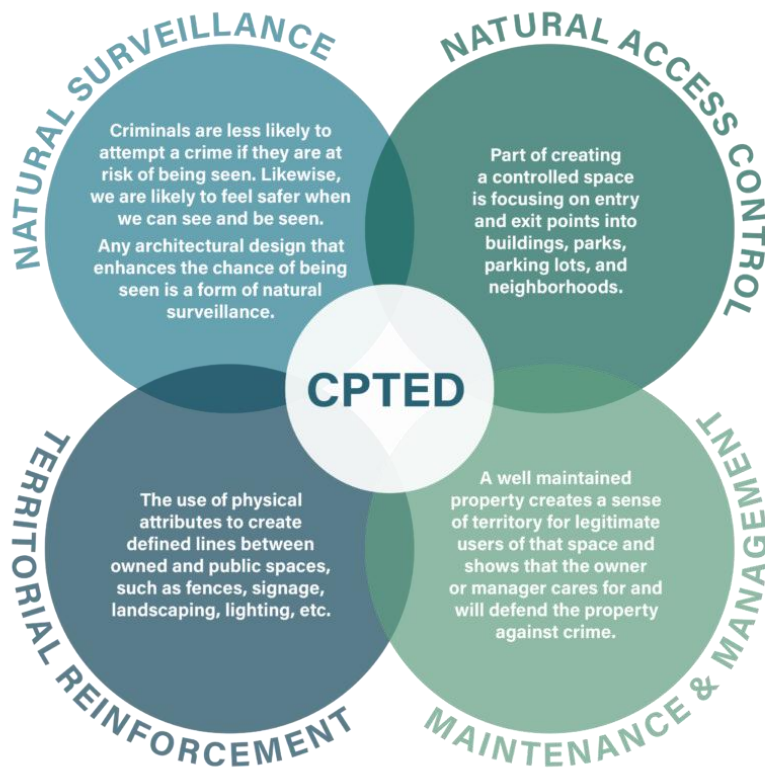 NATURAL SURVEILLANCE
Criminals are less likely to
attempt a crime if they are at
risk of being seen. Likewise,
we are likely to feel safer when
we can see and be seen.
Any architectural design that
enhances the chance of being
seen is a form of natural
surveillance.
NATURAL ACCESS CONTROL
Part of creating
a controlled space
is focusing on entry
and exit points into
buildings, parks,
parking lots, and
neighborhoods.
CPTED
TERRITORIAL REINFORCEMENT
The use of physical
attributes to create
defined lines between
owned and public spaces,
such as fences, signage,
landscaping, lighting, etc.
MAINTENANCE & MANAGEMENT
A well maintained
property creates a sense
of territory for legitimate
users of that space and
shows that the owner
or manager cares for and
will defend the property
against crime.